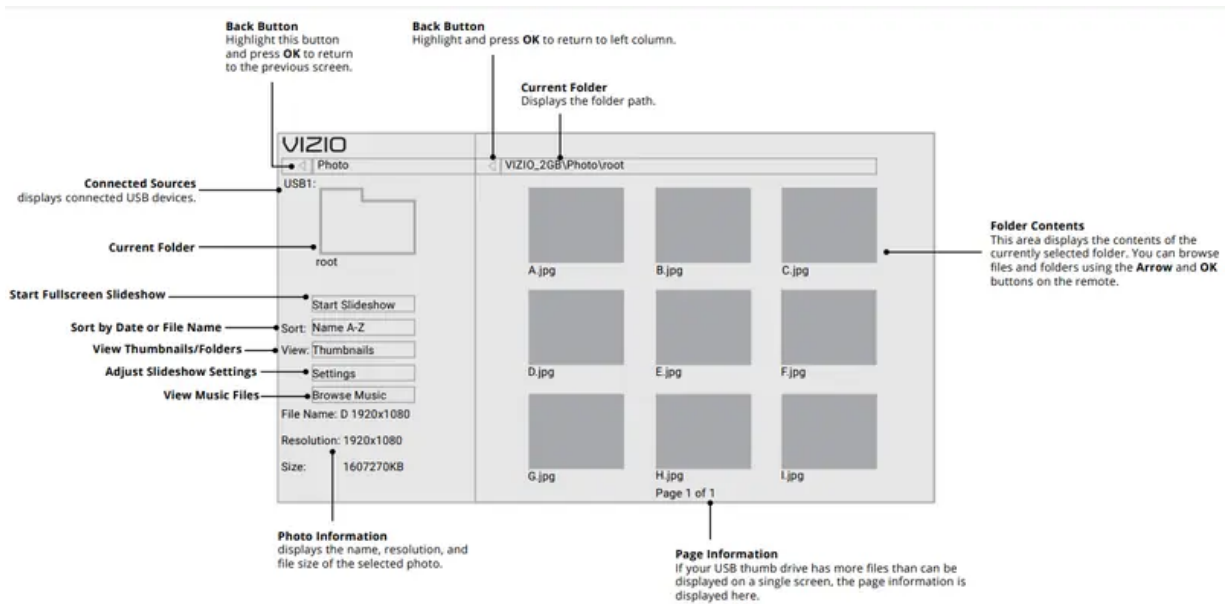 Back Button
Highlight this button
and press OK to return
to the previous screen.
Back Button
Highlight and press OK to return to left column.
Current Folder
Displays the folder path.
VIZIO
Photo
VIZIO_2GB\Photo\root
Connected Sources
displays connected USB devices.
USB1:
Current Folder
root
Start Fullscreen Slideshow
Start Slideshow
Sort by Date or File Name
Sort: Name A-Z
View Thumbnails/Folders
View: Thumbnails
Adjust Slideshow Settings
Settings
View Music Files
Browse Music
File Name: D 1920x1080
Resolution: 1920x1080
Size: 1607270KB
A.jpg
B.jpg
C.jpg
D.jpg
E.jpg
F.jpg
G.jpg
H.jpg
I.jpg
Page 1 of 1
Folder Contents
This area displays the contents of the
currently selected folder. You can browse
files and folders using the Arrow and OK
buttons on the remote.
Photo Information
displays the name, resolution, and
file size of the selected photo.
Page Information
If your USB thumb drive has more files than can be
displayed on a single screen, the page information is
displayed here.